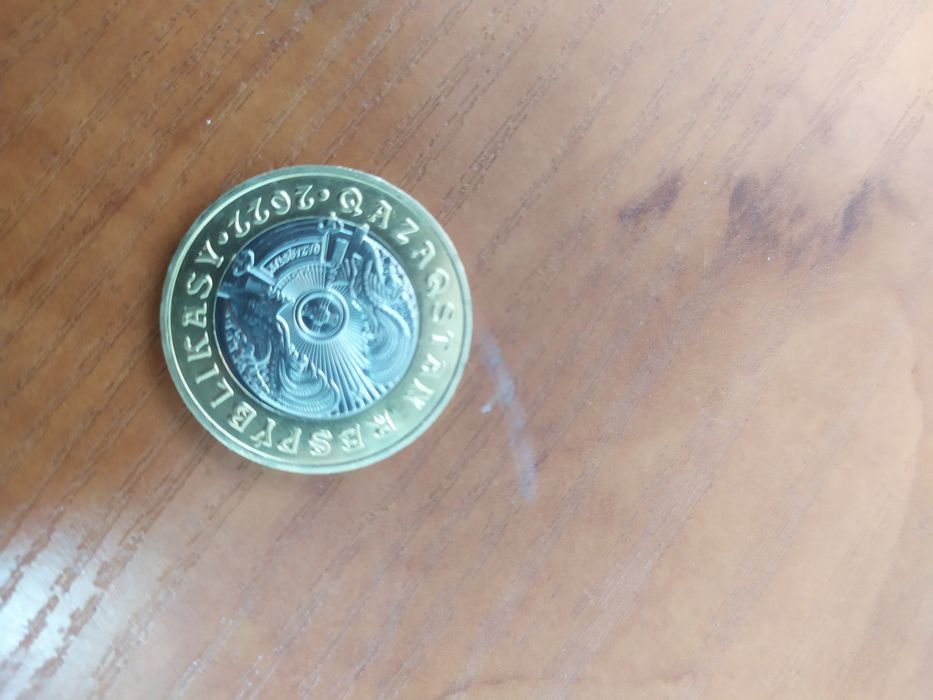 QAZAQSTAN RESPÝBLIKASY • 2022 •